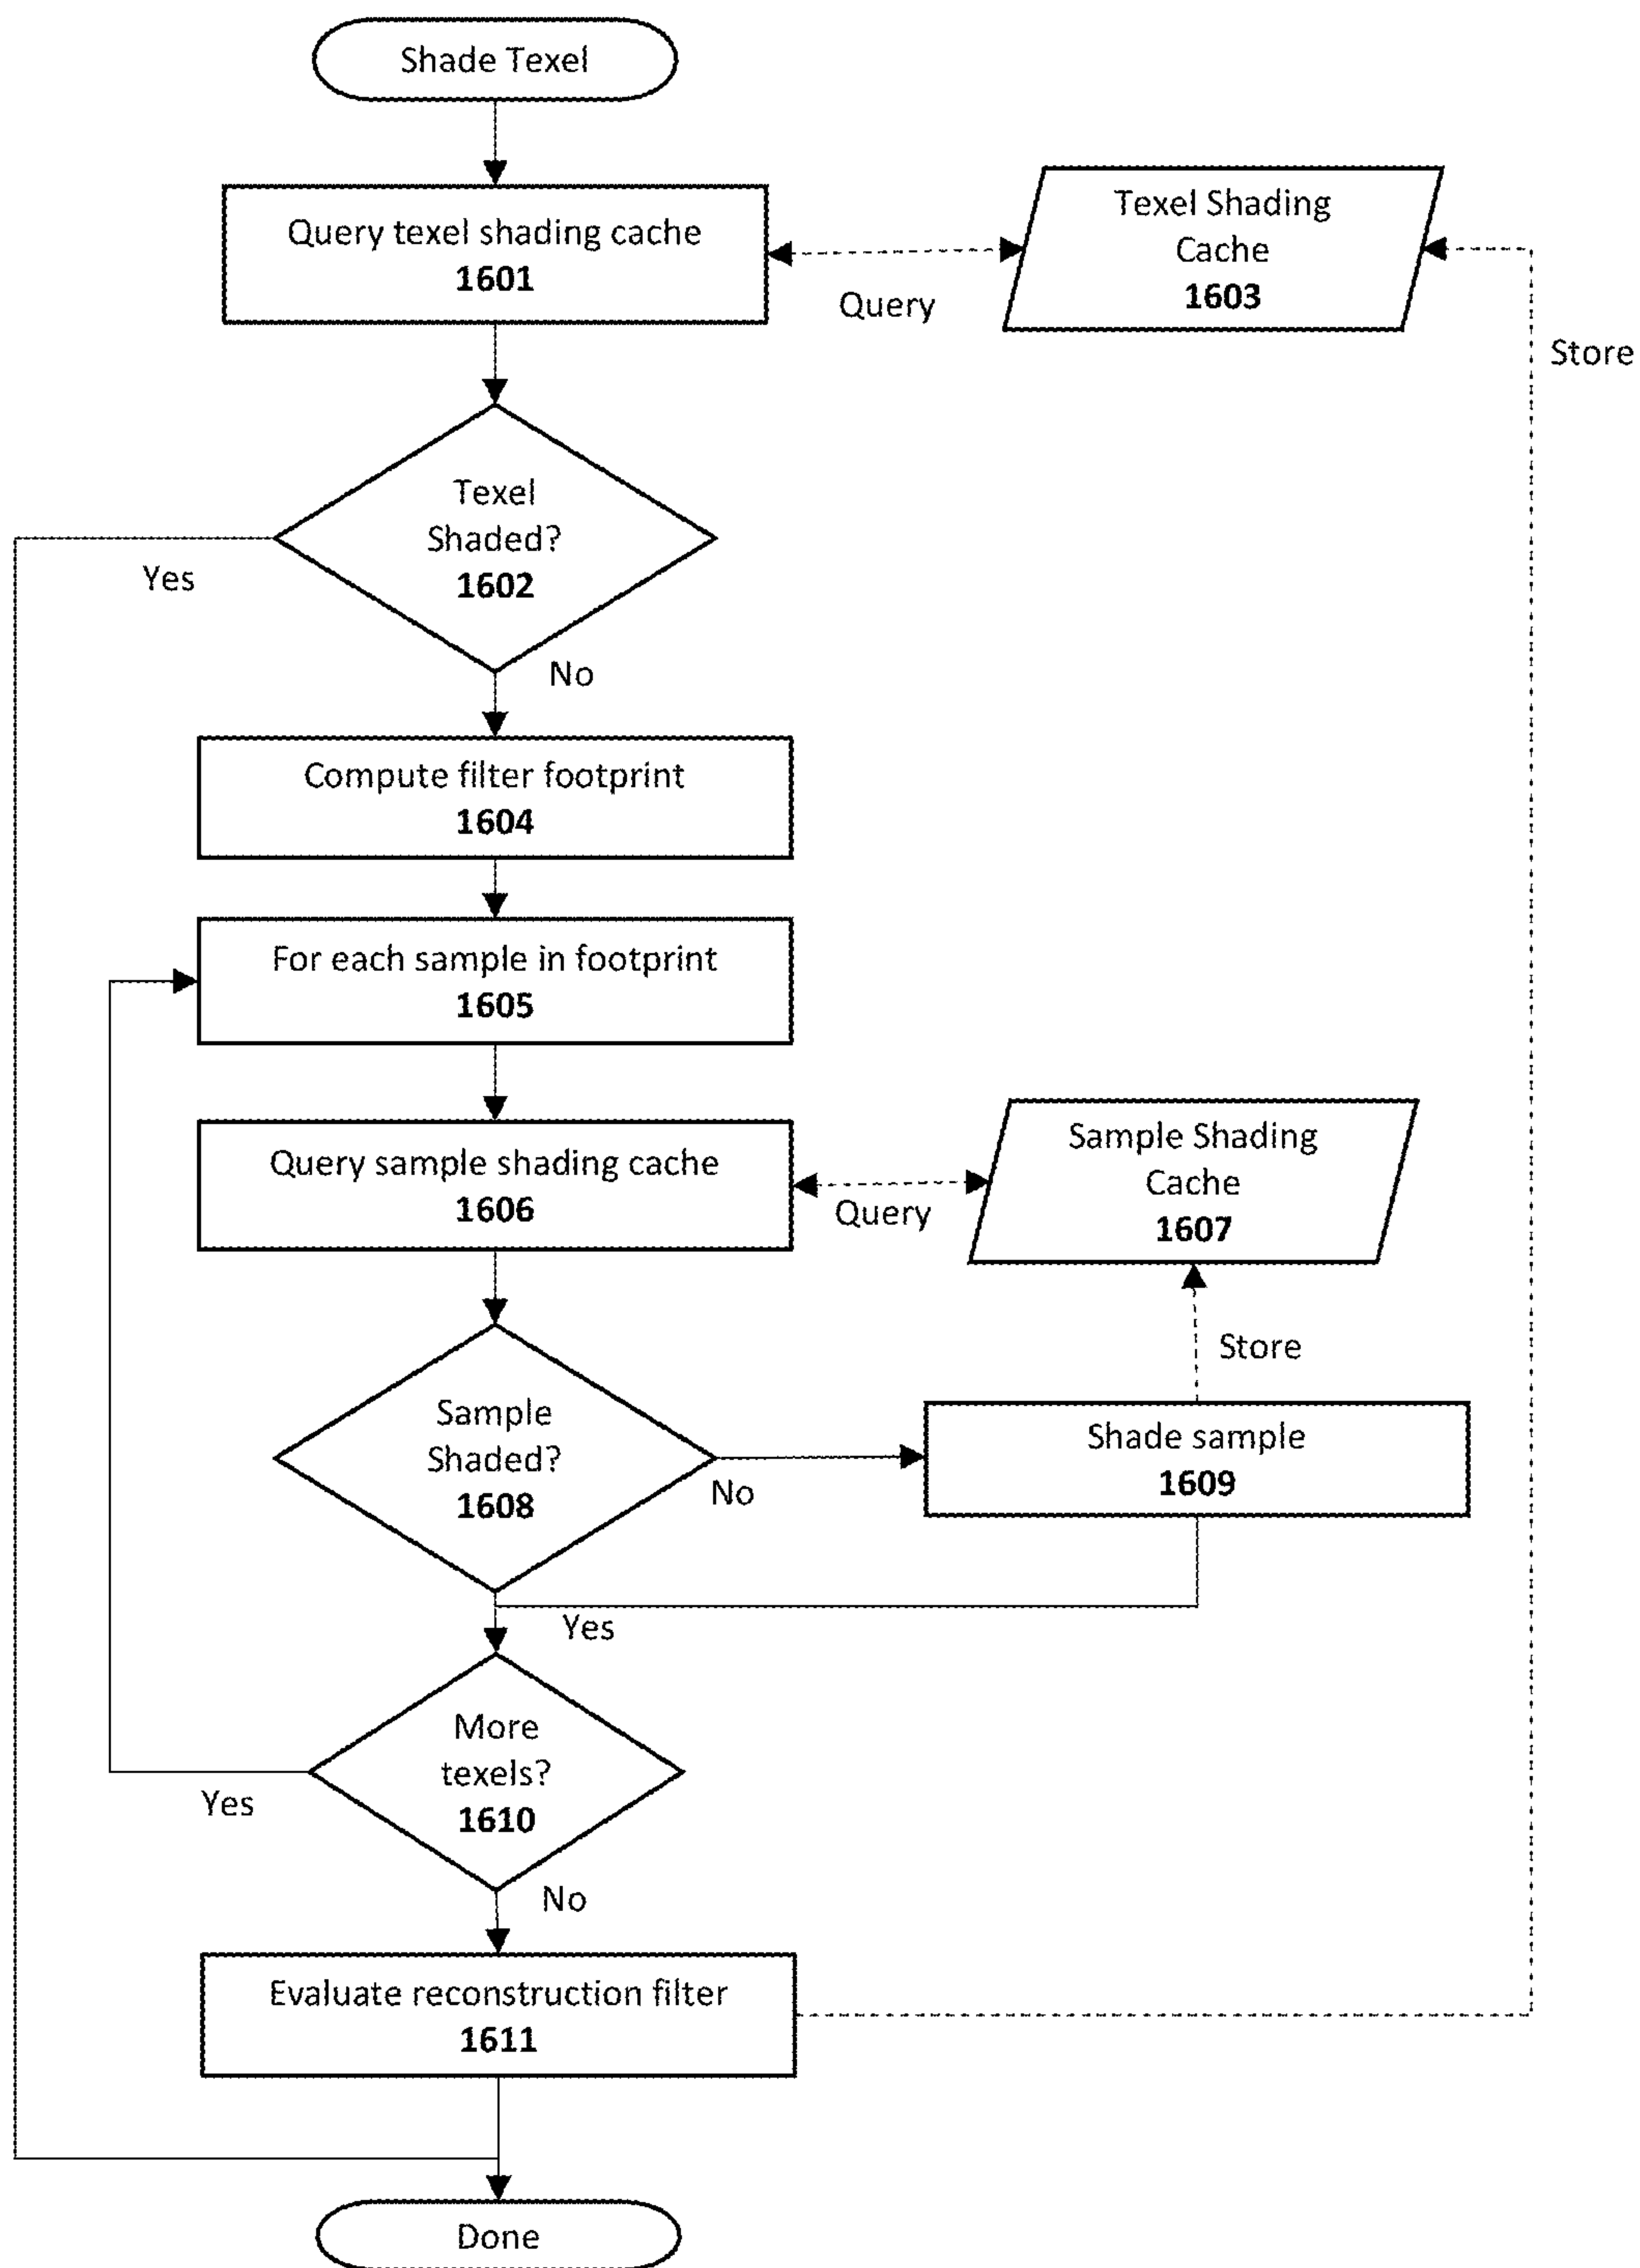 Shade Texel
Query texel shading cache
1601
Query
Texel Shading
Cache
1603
Store
Texel
Shaded?
1602
Yes
No
Compute filter footprint
1604
For each sample in footprint
1605
Query sample shading cache
1606
Query
Sample Shading
Cache
1607
Store
Sample
Shaded?
1608
No
Shade sample
1609
Yes
More
texels?
1610
Yes
No
Evaluate reconstruction filter
1611
Done